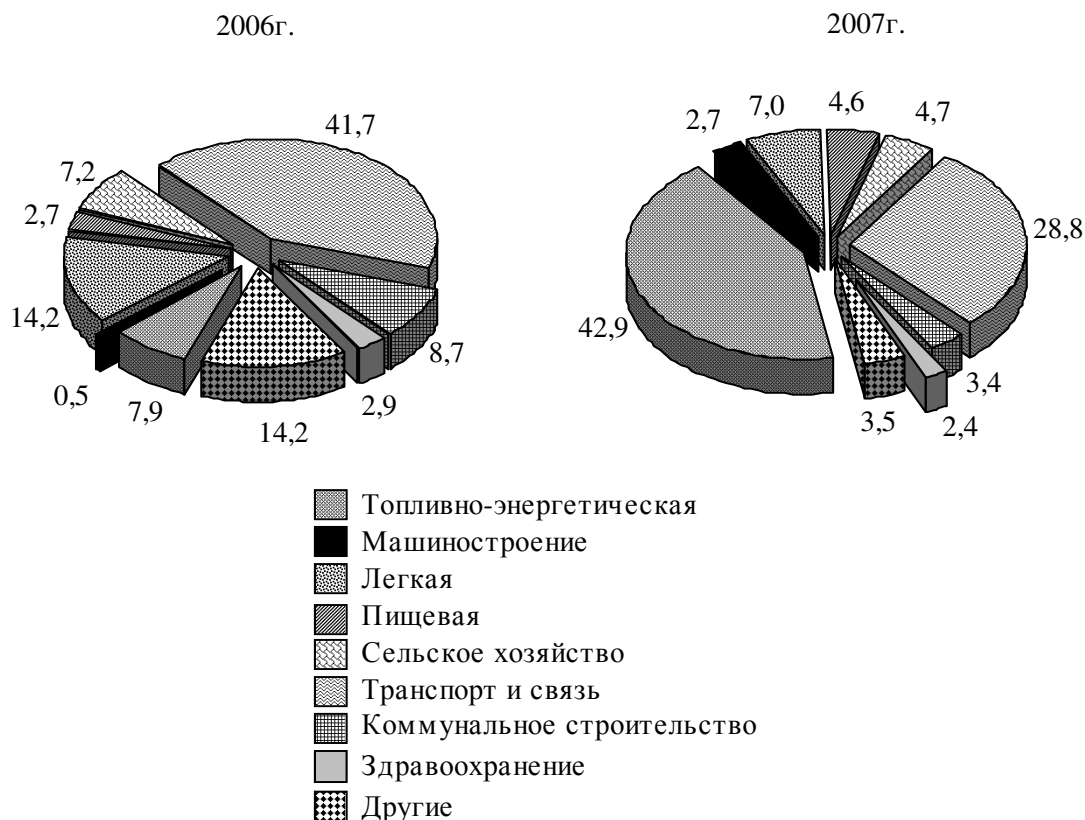 2006г.
2007г.
41,7
7,2
2,7
14,2
0,5
7,9
14,2
2,9
8,7
2,7
7,0
4,6
4,7
28,8
42,9
3,5
2,4
3,4
Топливно-энергетическая
Машиностроение
Легкая
Пищевая
Сельское хозяйство
Транспорт и связь
Коммунальное строительство
Здравоохранение
Другие